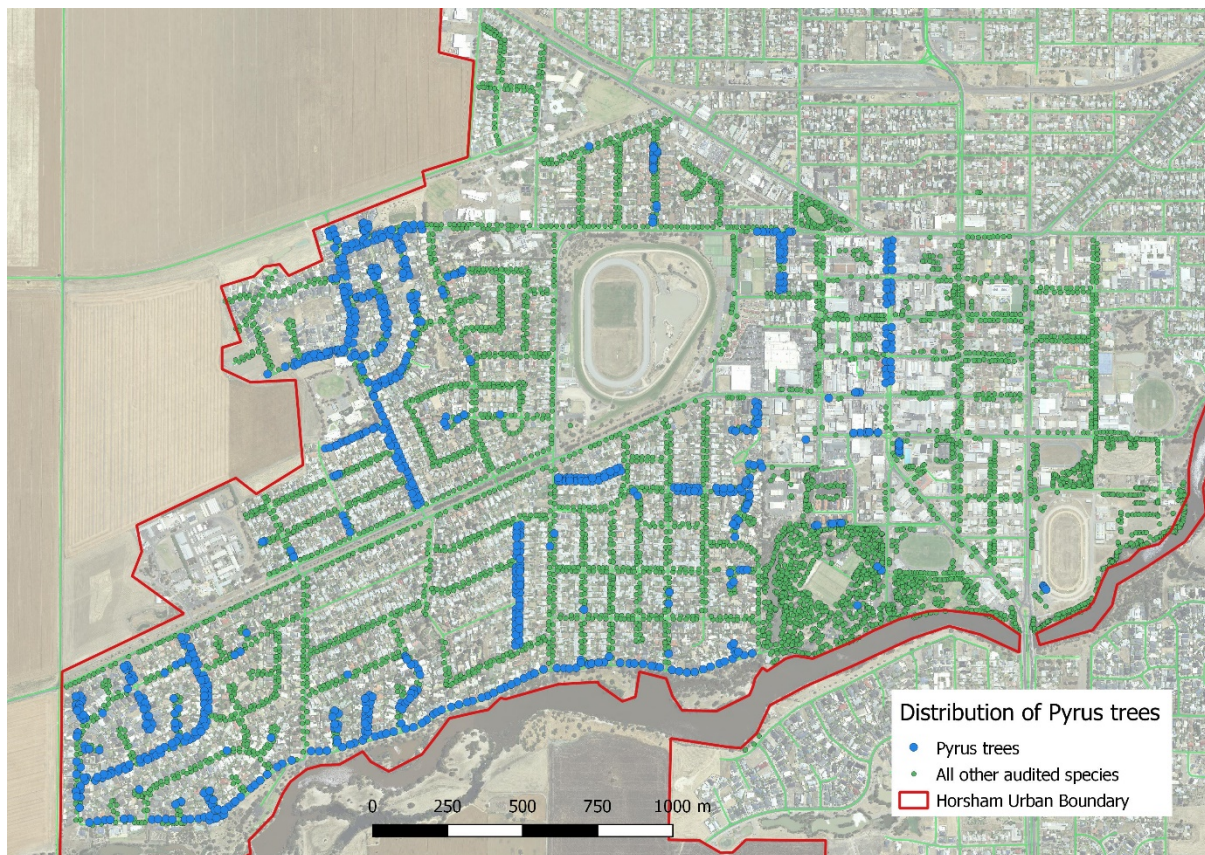 Distribution of Pyrus trees
Pyrus trees
All other audited species
Horsham Urban Boundary
0 250 500 750 1000 m